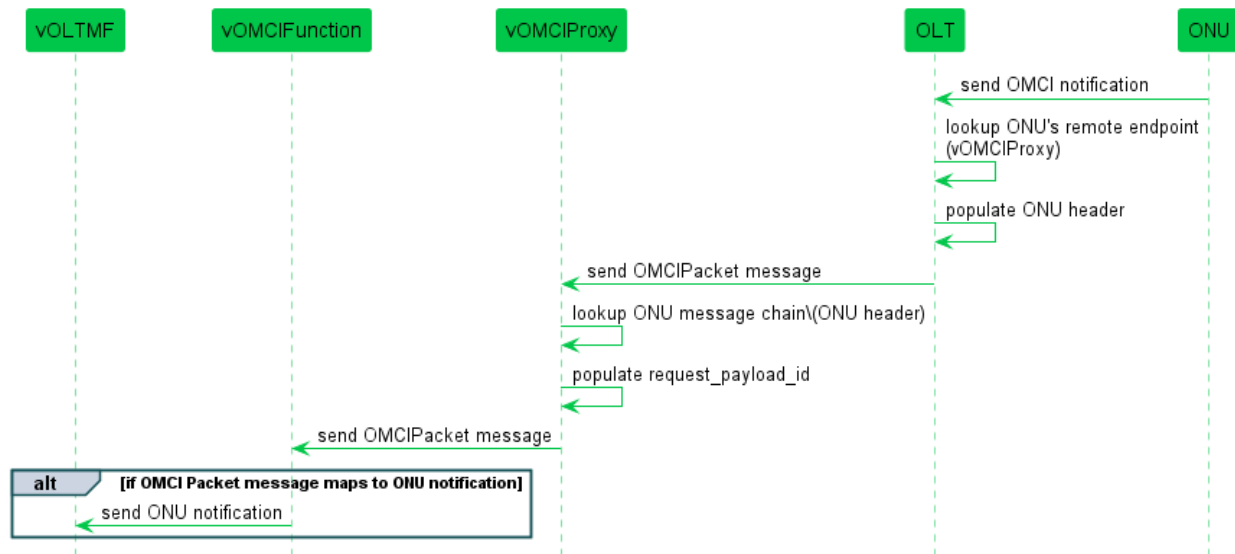 vOLTMF
vOMCIFunction
vOMCIProxy
OLT
ONU
send OMCI notification
lookup ONU's remote endpoint
(vOMCIProxy)
populate ONU header
send OMCIPacket message
lookup ONU message chain\(ONU header)
populate request_payload_id
send OMCIPacket message
alt
[if OMCI Packet message maps to ONU notification]
send ONU notification